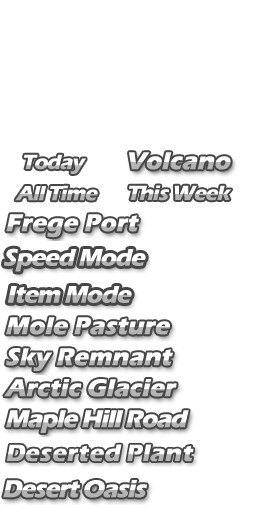 Today Volcano
All Time This Week
Frege Port
Speed Mode
Item Mode
Mole Pasture
Sky Remnant
Arctic Glacier
Maple Hill Road
Deserted Plant
Desert Oasis